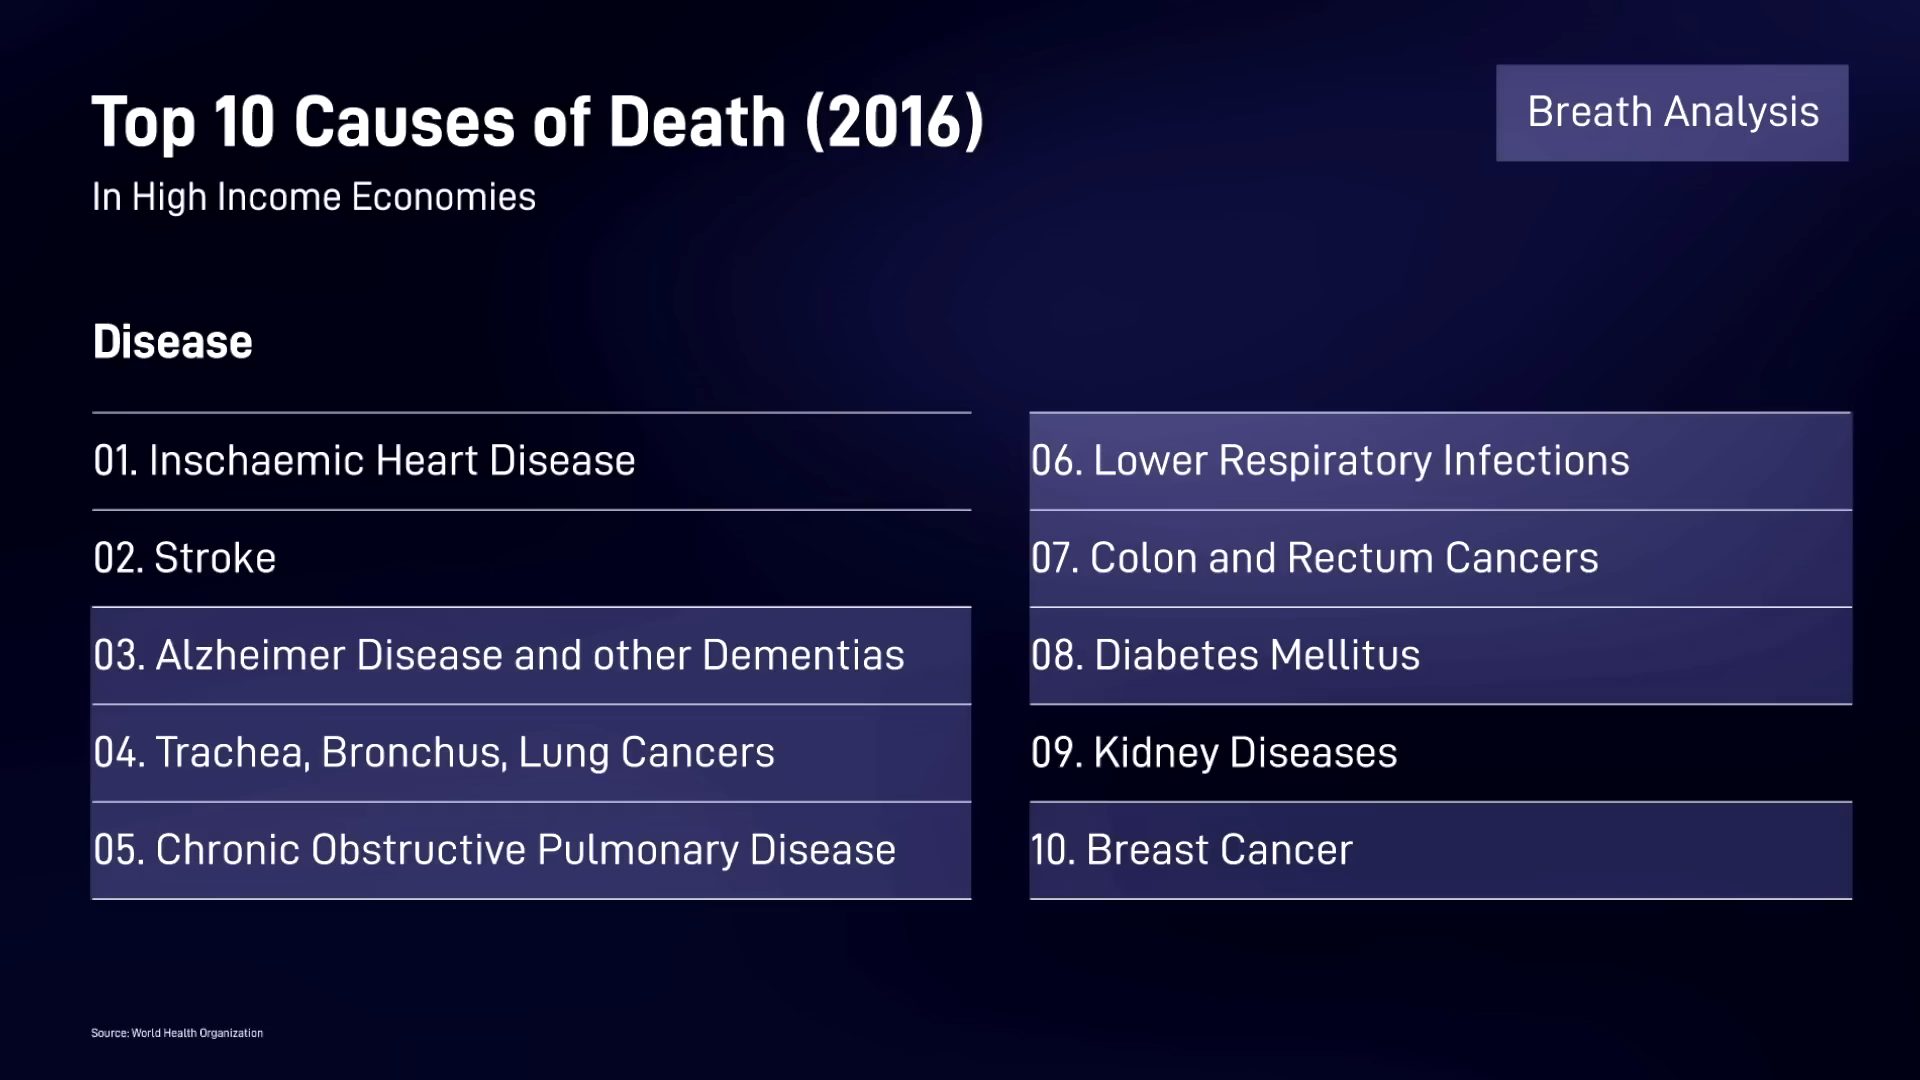 Top 10 Causes of Death (2016)
Breath Analysis
In High Income Economies
Disease
01. Inschaemic Heart Disease
02. Stroke
03. Alzheimer Disease and other Dementias
04. Trachea, Bronchus, Lung Cancers
05. Chronic Obstructive Pulmonary Disease
06. Lower Respiratory Infections
07. Colon and Rectum Cancers
08. Diabetes Mellitus
09. Kidney Diseases
10. Breast Cancer
Source: World Health Organization